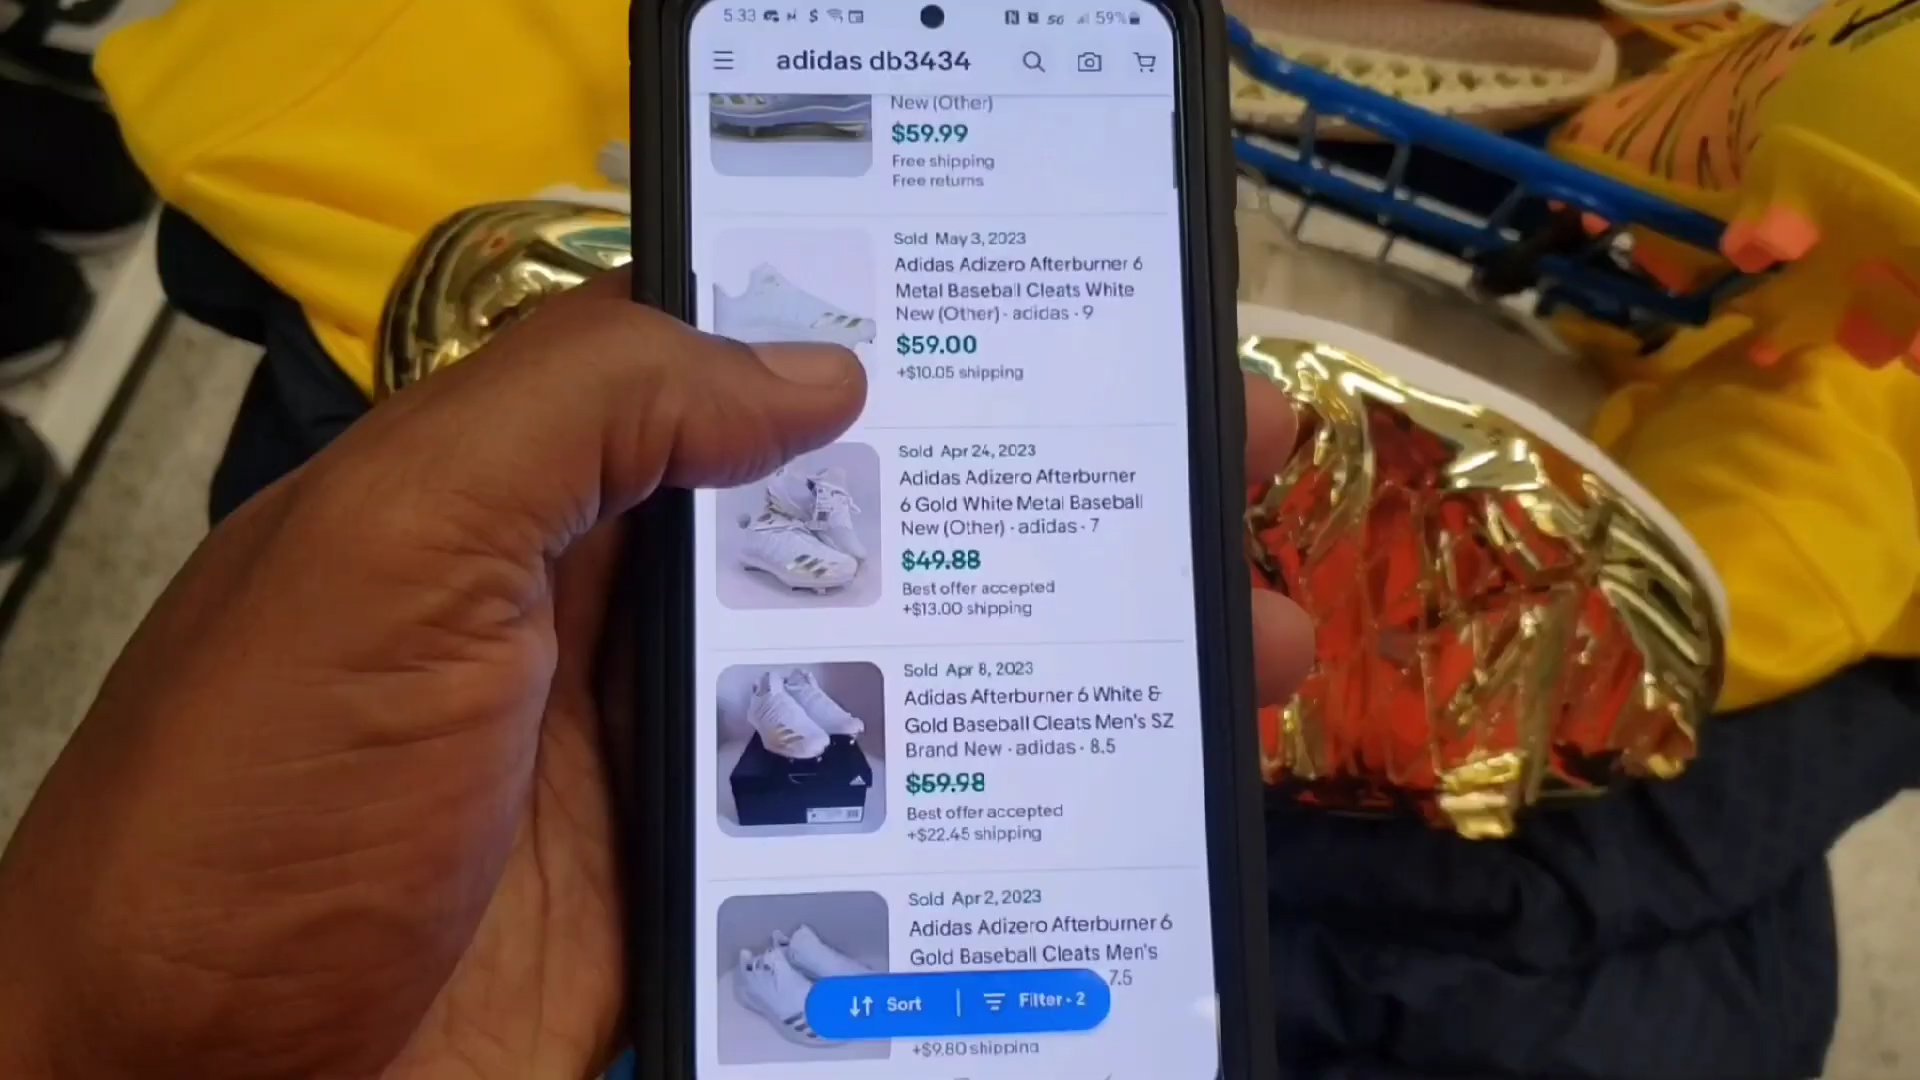 5:33
5G
59%
adidas db3434
New (Other)
$59.99
Free shipping
Free returns
Sold May 3, 2023
Adidas Adizero Afterburner 6
Metal Baseball Cleats White
New (Other) · adidas · 9
$59.00
+$10.05 shipping
Sold Apr 24, 2023
Adidas Adizero Afterburner
6 Gold White Metal Baseball
New (Other) · adidas · 7
$49.88
Best offer accepted
+$13.00 shipping
Sold Apr 8, 2023
Adidas Afterburner 6 White &
Gold Baseball Cleats Men's SZ
Brand New · adidas · 8.5
$59.98
Best offer accepted
+$22.45 shipping
Sold Apr 2, 2023
Adidas Adizero Afterburner 6
Gold Baseball Cleats Men's
7.5
Sort
Filter · 2
+$9.80 shipping